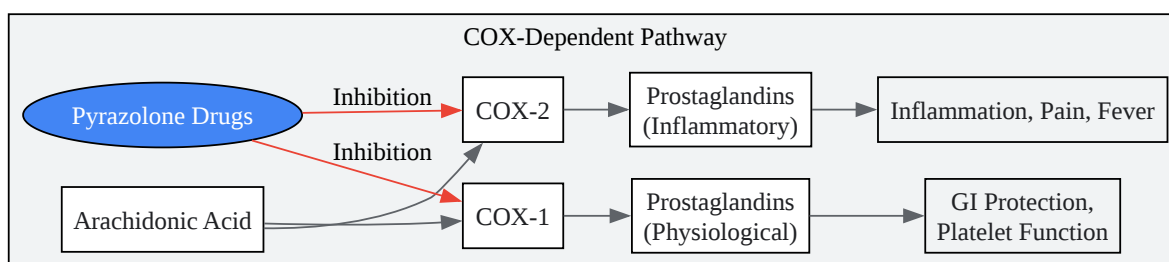 COX-Dependent Pathway
Pyrazolone Drugs
Inhibition
COX-2
Prostaglandins
(Inflammatory)
Inflammation, Pain, Fever
Inhibition
Arachidonic Acid
COX-1
Prostaglandins
(Physiological)
GI Protection,
Platelet Function